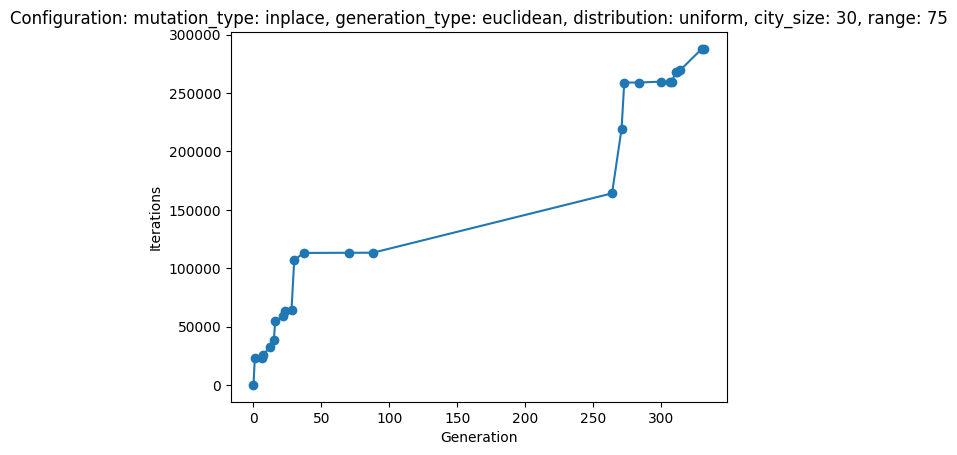 Configuration: mutation_type: inplace, generation_type: euclidean, distribution: uniform, city_size: 30, range: 75
300000
250000
200000
150000
100000
50000
0
Iterations
0 50 100 150 200 250 300
Generation